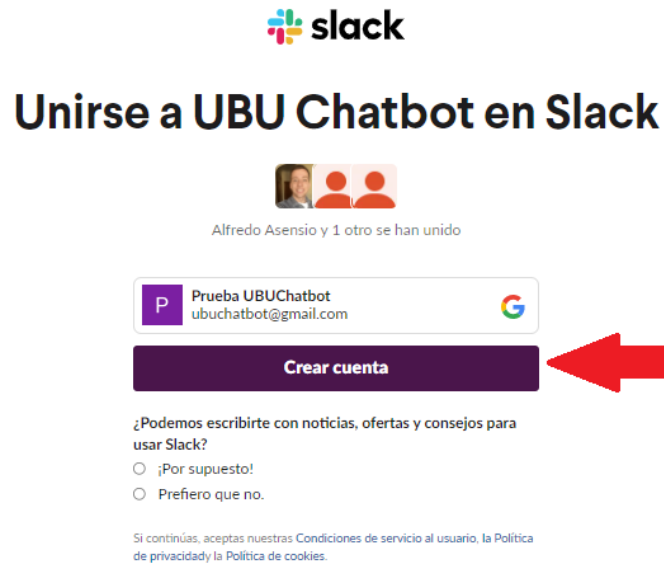 slack
Unirse a UBU Chatbot en Slack
Alfredo Asensio y 1 otro se han unido
P
Prueba UBUChatbot
ubuchatbot@gmail.com
G
Crear cuenta
¿Podemos escribirte con noticias, ofertas y consejos para
usar Slack?
¡Por supuesto!
Prefiero que no.
Si continúas, aceptas nuestras Condiciones de servicio al usuario, la Política
de privacidady la Política de cookies.